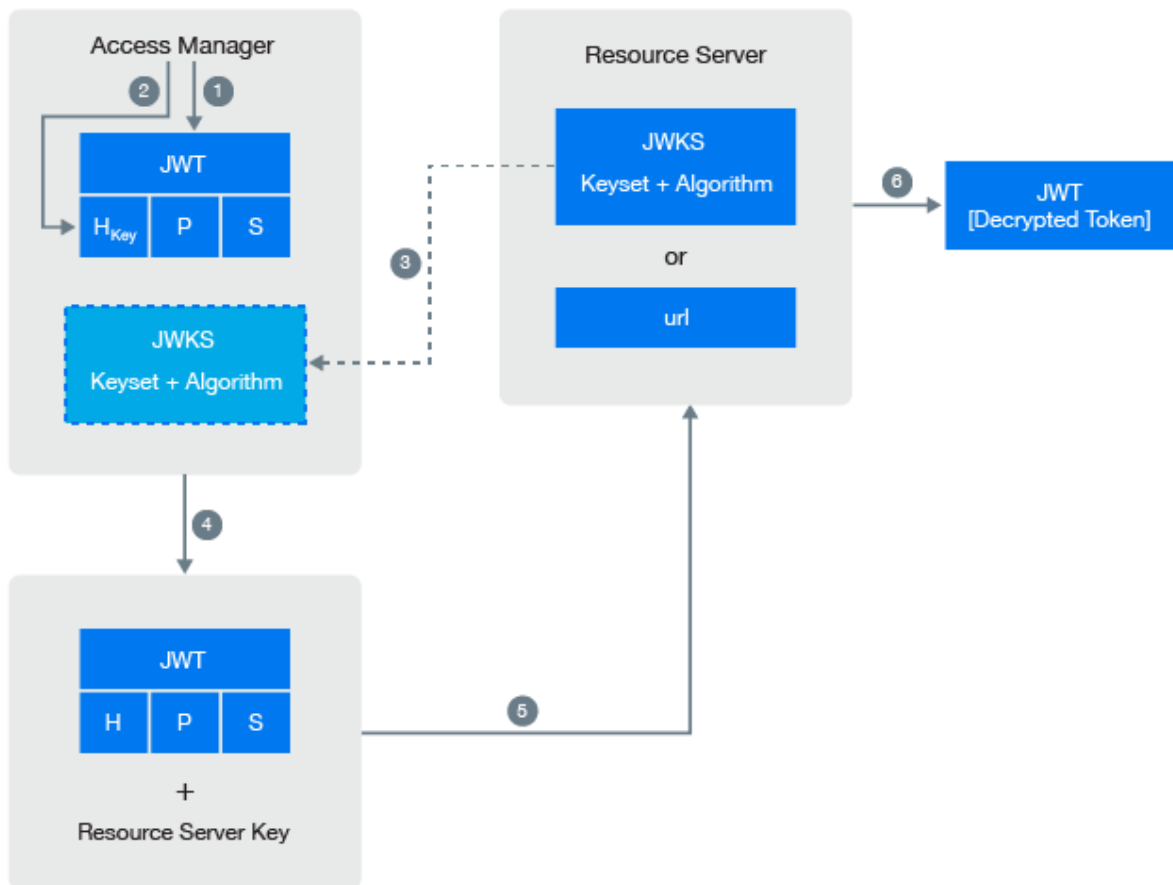 Access Manager
2
1
JWT
HKey
P
S
JWKS
Keyset + Algorithm
3
Resource Server
JWKS
Keyset + Algorithm
or
url
6
JWT
[Decrypted Token]
4
JWT
H
P
S
+
Resource Server Key
5